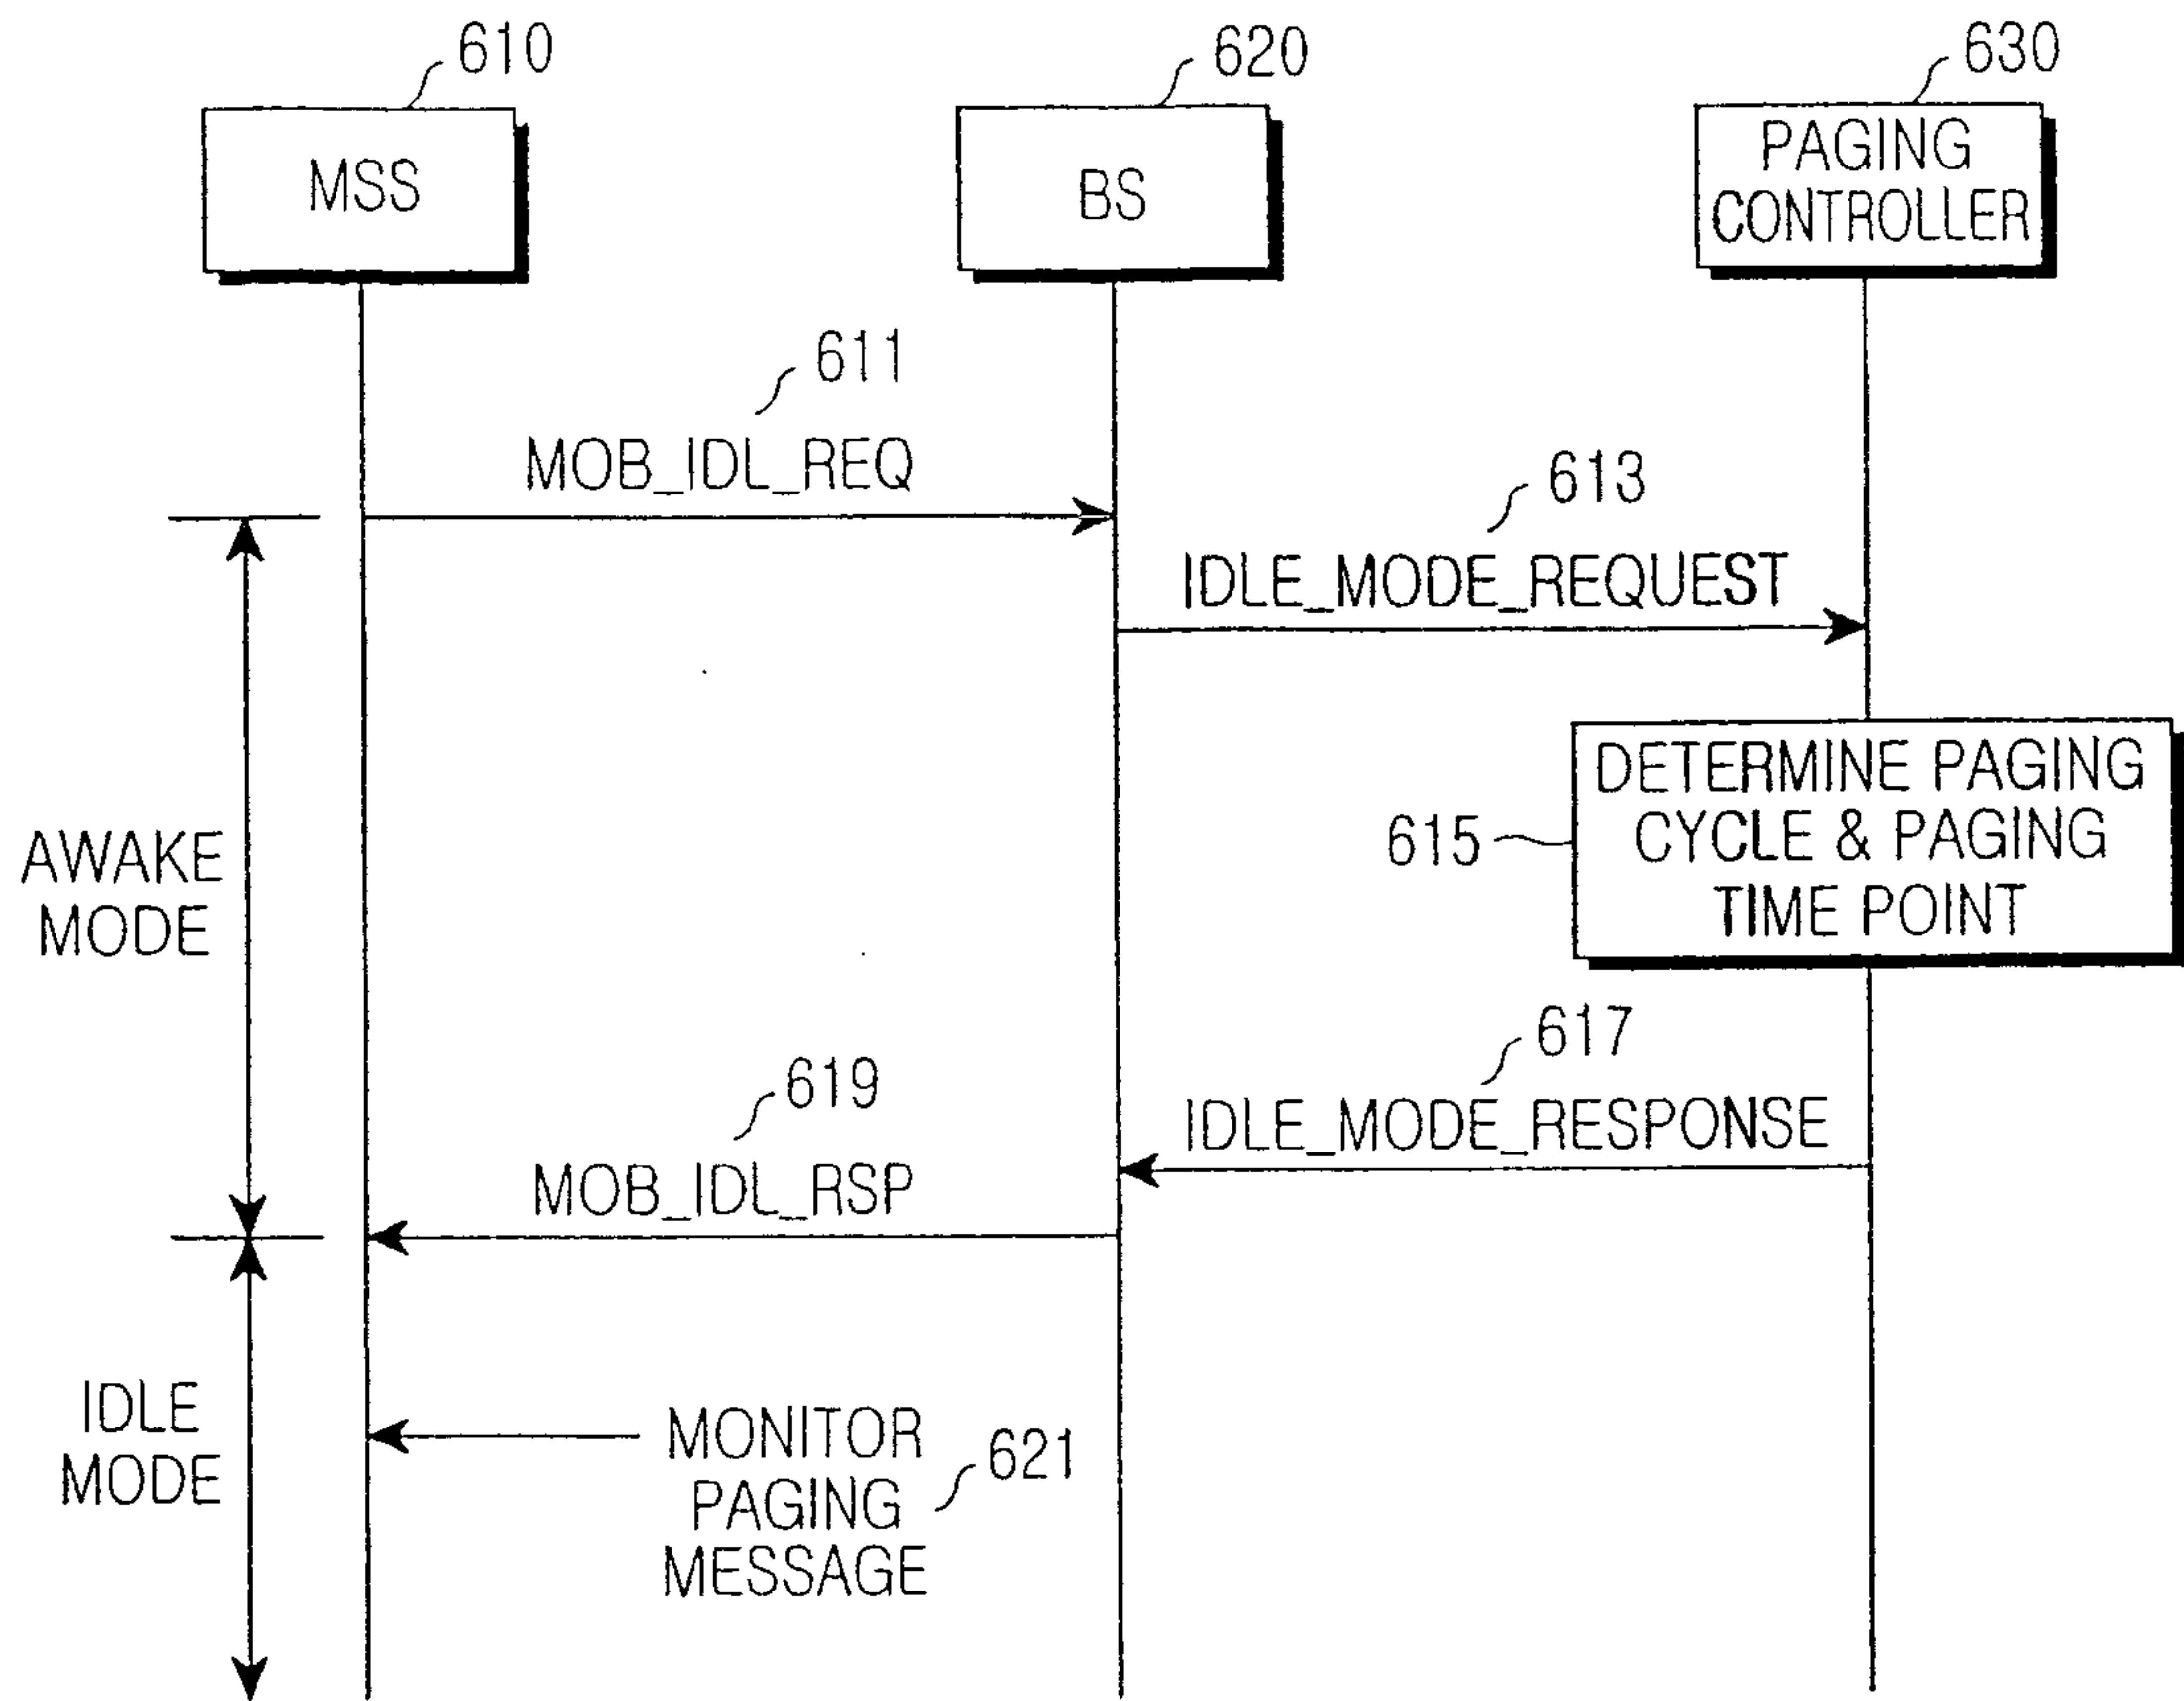 610
620
630
MSS
BS
PAGING
CONTROLLER
611
MOB_IDL_REQ
613
IDLE_MODE_REQUEST
DETERMINE PAGING
CYCLE & PAGING
TIME POINT
615
AWAKE
MODE
617
IDLE_MODE_RESPONSE
619
MOB_IDL_RSP
IDLE
MODE
MONITOR
PAGING
MESSAGE
621